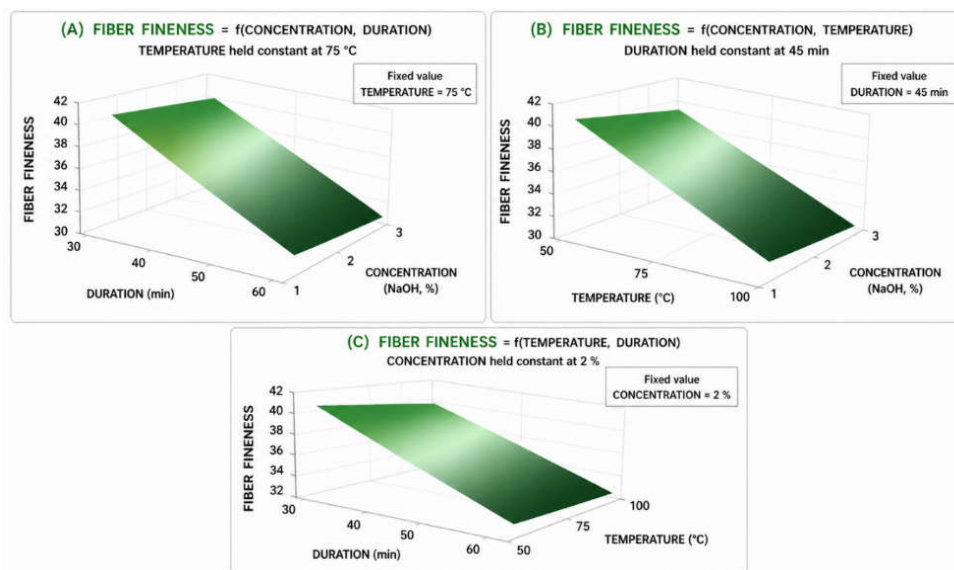 (A) FIBER FINENESS = f(CONCENTRATION, DURATION)
TEMPERATURE held constant at 75 °C
Fixed value
TEMPERATURE = 75 °C
FIBER FINENESS
42
40
38
36
34
32
30
30
40
50
60
1
2
3
DURATION (min)
CONCENTRATION
(NaOH, %)
(B) FIBER FINENESS = f(CONCENTRATION, TEMPERATURE)
DURATION held constant at 45 min
Fixed value
DURATION = 45 min
FIBER FINENESS
42
40
38
36
34
32
30
50
75
100
1
2
3
TEMPERATURE (°C)
CONCENTRATION
(NaOH, %)
(C) FIBER FINENESS = f(TEMPERATURE, DURATION)
CONCENTRATION held constant at 2 %
Fixed value
CONCENTRATION = 2 %
FIBER FINENESS
42
40
38
36
34
32
30
40
50
60
50
75
100
DURATION (min)
TEMPERATURE (°C)